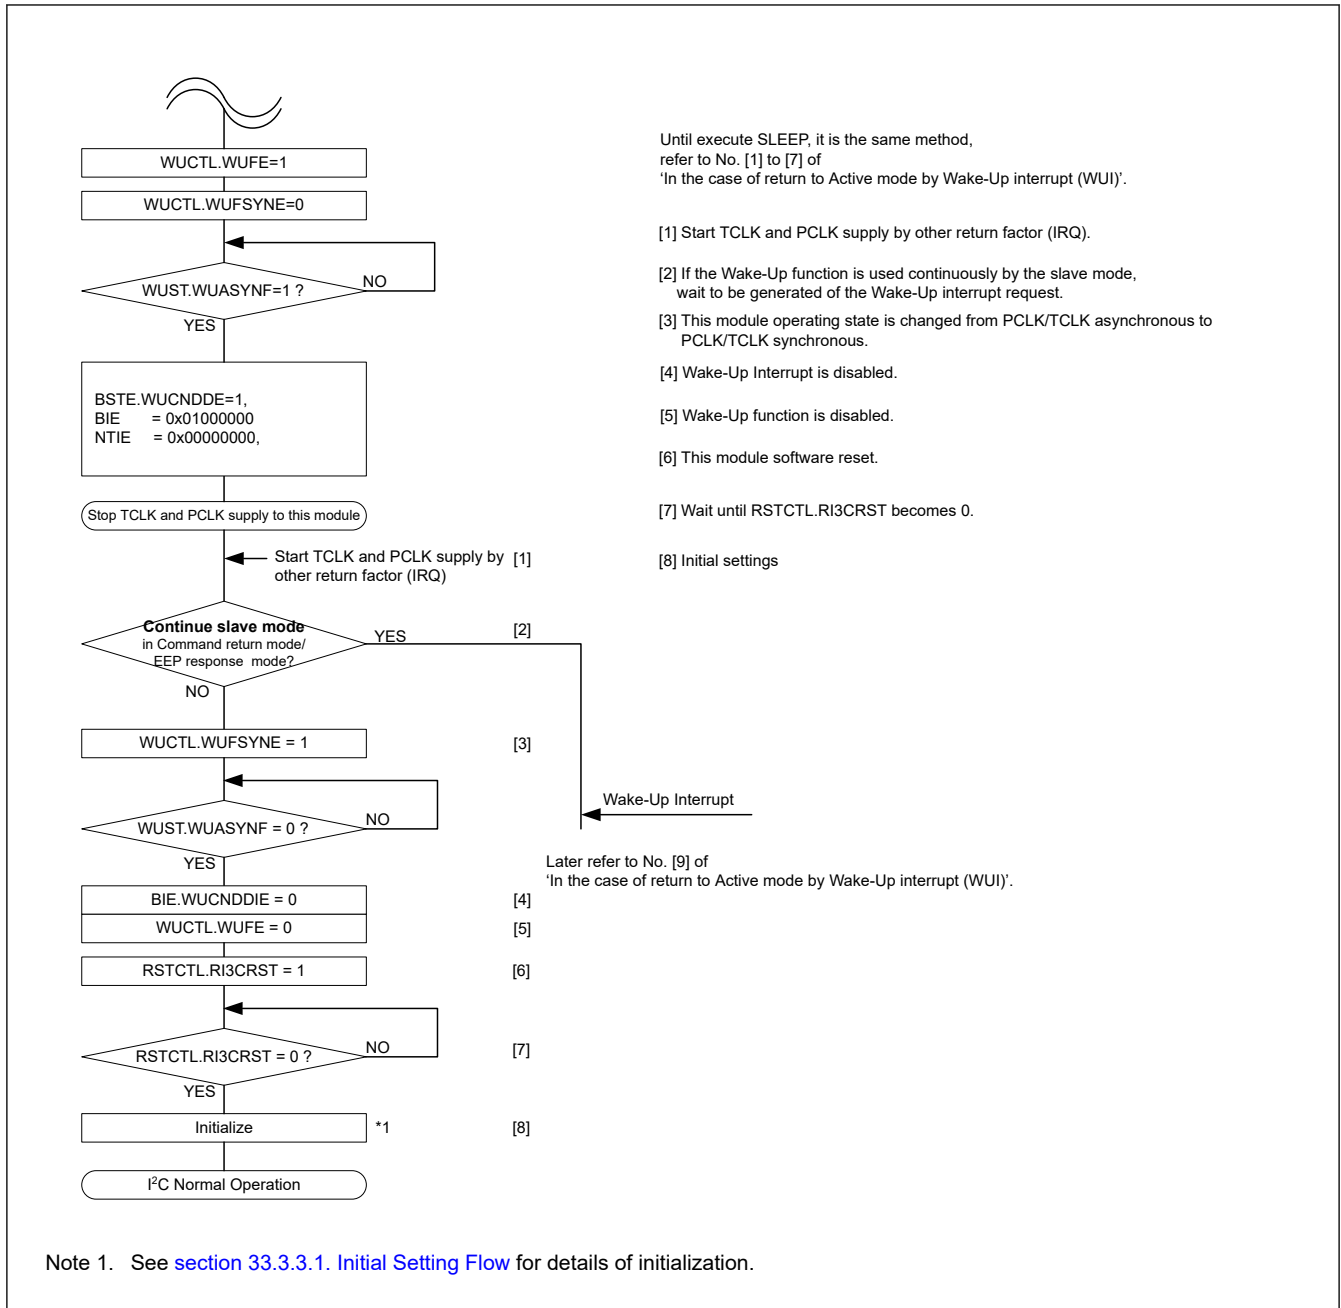 WUCTL.WUFE=1
WUCTL.WUFSYNE=0
WUST.WUASYNF=1 ?
NO
YES
BSTE.WUCNDDE=1,
BIE = 0x01000000
NTIE = 0x00000000,
Stop TCLK and PCLK supply to this module
Start TCLK and PCLK supply by [1]
other return factor (IRQ)
Continue slave mode
in Command return mode/
EEP response mode?
YES
[2]
NO
WUCTL.WUFSYNE = 1
[3]
Wake-Up Interrupt
WUST.WUASYNF = 0 ?
NO
YES
Later refer to No. [9] of
'In the case of return to Active mode by Wake-Up interrupt (WUI)'.
BIE.WUCNDDIE = 0
[4]
WUCTL.WUFE = 0
[5]
RSTCTL.RI3CRST = 1
[6]
RSTCTL.RI3CRST = 0 ?
NO
[7]
YES
Initialize
*1
[8]
I²C Normal Operation
Until execute SLEEP, it is the same method,
refer to No. [1] to [7] of
'In the case of return to Active mode by Wake-Up interrupt (WUI)'.
[1] Start TCLK and PCLK supply by other return factor (IRQ).
[2] If the Wake-Up function is used continuously by the slave mode,
wait to be generated of the Wake-Up interrupt request.
[3] This module operating state is changed from PCLK/TCLK asynchronous to
PCLK/TCLK synchronous.
[4] Wake-Up Interrupt is disabled.
[5] Wake-Up function is disabled.
[6] This module software reset.
[7] Wait until RSTCTL.RI3CRST becomes 0.
[8] Initial settings
Note 1. See section 33.3.3.1. Initial Setting Flow for details of initialization.